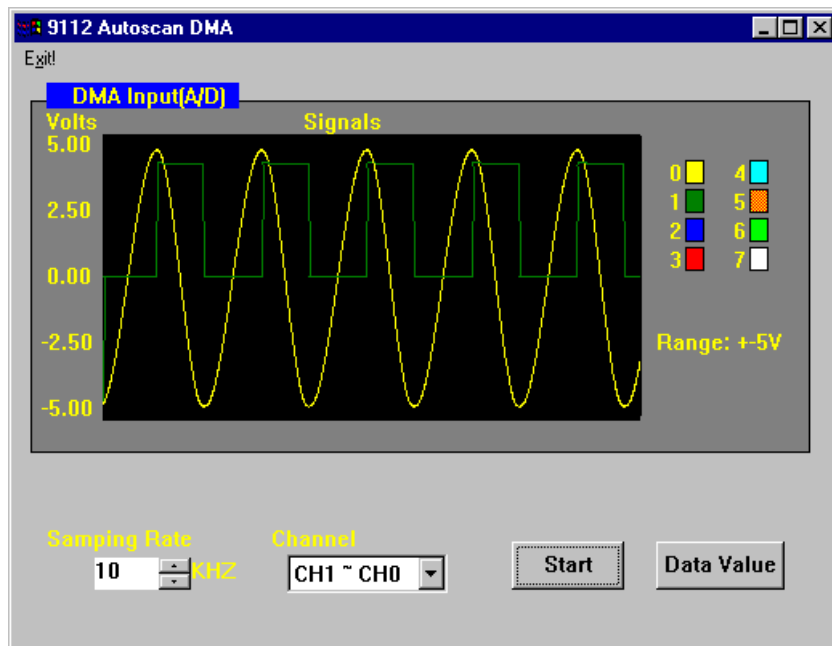 9112 Autoscan DMA
Exit!
DMA Input(A/D)
Volts
Signals
5.00
2.50
0.00
-2.50
-5.00
0 4
1 5
2 6
3 7
Range: +-5V
Samping Rate
10 KHZ
Channel
CH1 ~ CH0
Start
Data Value